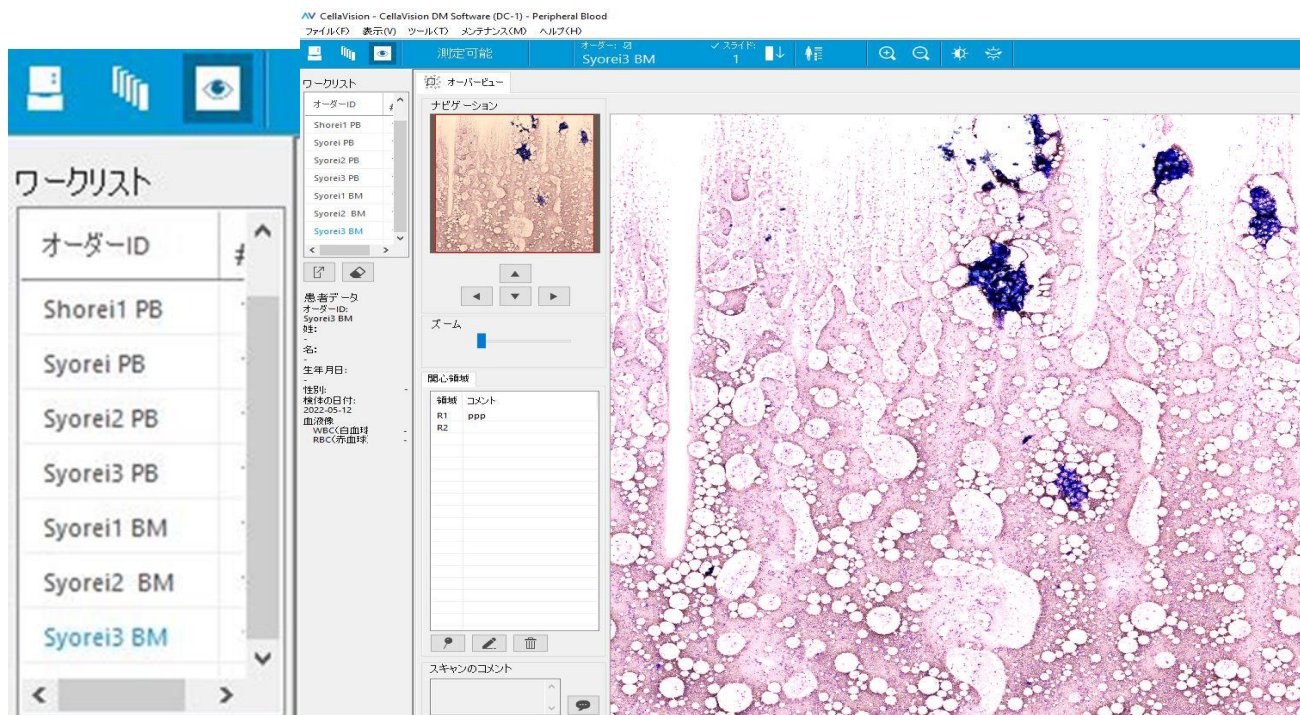 ワークリスト
オーダーID
Shorei1 PB
Syorei PB
Syorei2 PB
Syorei3 PB
Syorei1 BM
Syorei2 BM
Syorei3 BM
CellaVision - CellaVision DM Software (DC-1) - Peripheral Blood
ファイル(F) 表示(V) ツール(T) メンテナンス(M) ヘルプ(H)
測定可能
オーダー:
Syorei3 BM
スライド:
1
ワークリスト
オーダーID
Shorei1 PB
Syorei PB
Syorei2 PB
Syorei3 PB
Syorei1 BM
Syorei2 BM
Syorei3 BM
患者データ
オーダーID:
Syorei3 BM
姓:
-
名:
-
生年月日:
-
性別: -
検体の日付:
2022-05-12
血液像
WBC(白血球 -
RBC(赤血球 -
オーバービュー
ナビゲーション
ズーム
関心領域
領域 コメント
R1 ppp
R2
スキャンのコメント